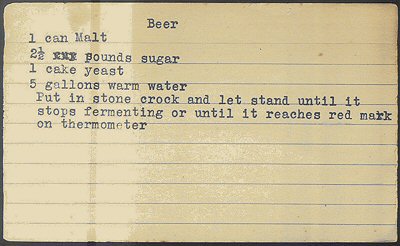 Beer
1 can Malt
2½ pounds sugar
1 cake yeast
5 gallons warm water
Put in stone crock and let stand until it
stops fermenting or until it reaches red mark
on thermometer